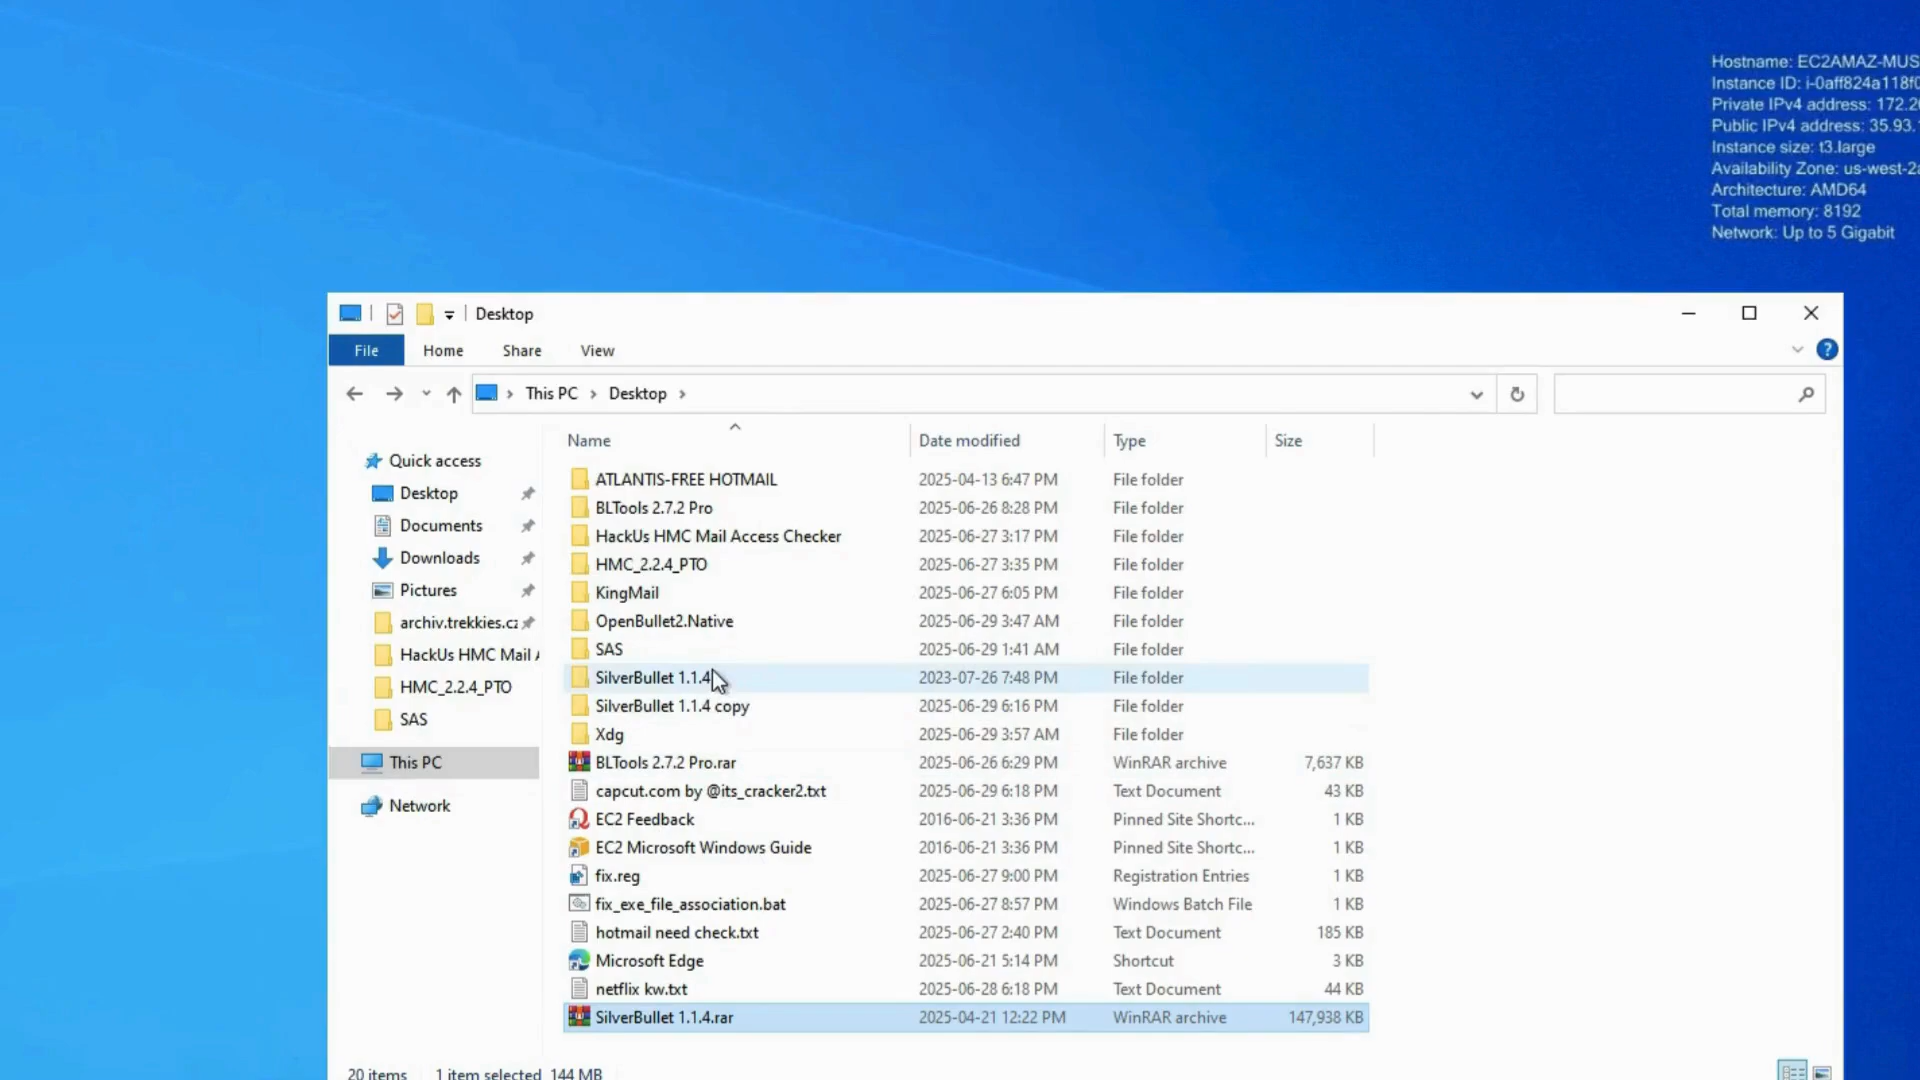 Hostname: EC2AMAZ-MUS
Instance ID: i-0aff824a118f0
Private IPv4 address: 172.2
Public IPv4 address: 35.93.
Instance size: t3.large
Availability Zone: us-west-2a
Architecture: AMD64
Total memory: 8192
Network: Up to 5 Gigabit
Desktop
File Home Share View
This PC Desktop
Name Date modified Type Size
Quick access
Desktop
Documents
Downloads
Pictures
archiv.trekkies.cz
HackUs HMC Mail A
HMC_2.2.4_PTO
SAS
This PC
Network
ATLANTIS-FREE HOTMAIL 2025-04-13 6:47 PM File folder
BLTools 2.7.2 Pro 2025-06-26 8:28 PM File folder
HackUs HMC Mail Access Checker 2025-06-27 3:17 PM File folder
HMC_2.2.4_PTO 2025-06-27 3:35 PM File folder
KingMail 2025-06-27 6:05 PM File folder
OpenBullet2.Native 2025-06-29 3:47 AM File folder
SAS 2025-06-29 1:41 AM File folder
SilverBullet 1.1.4 2023-07-26 7:48 PM File folder
SilverBullet 1.1.4 copy 2025-06-29 6:16 PM File folder
Xdg 2025-06-29 3:57 AM File folder
BLTools 2.7.2 Pro.rar 2025-06-26 6:29 PM WinRAR archive 7,637 KB
capcut.com by @its_cracker2.txt 2025-06-29 6:18 PM Text Document 43 KB
EC2 Feedback 2016-06-21 3:36 PM Pinned Site Shortc... 1 KB
EC2 Microsoft Windows Guide 2016-06-21 3:36 PM Pinned Site Shortc... 1 KB
fix.reg 2025-06-27 9:00 PM Registration Entries 1 KB
fix_exe_file_association.bat 2025-06-27 8:57 PM Windows Batch File 1 KB
hotmail need check.txt 2025-06-27 2:40 PM Text Document 185 KB
Microsoft Edge 2025-06-21 5:14 PM Shortcut 3 KB
netflix kw.txt 2025-06-28 6:18 PM Text Document 44 KB
SilverBullet 1.1.4.rar 2025-04-21 12:22 PM WinRAR archive 147,938 KB
20 items 1 item selected 144 MB